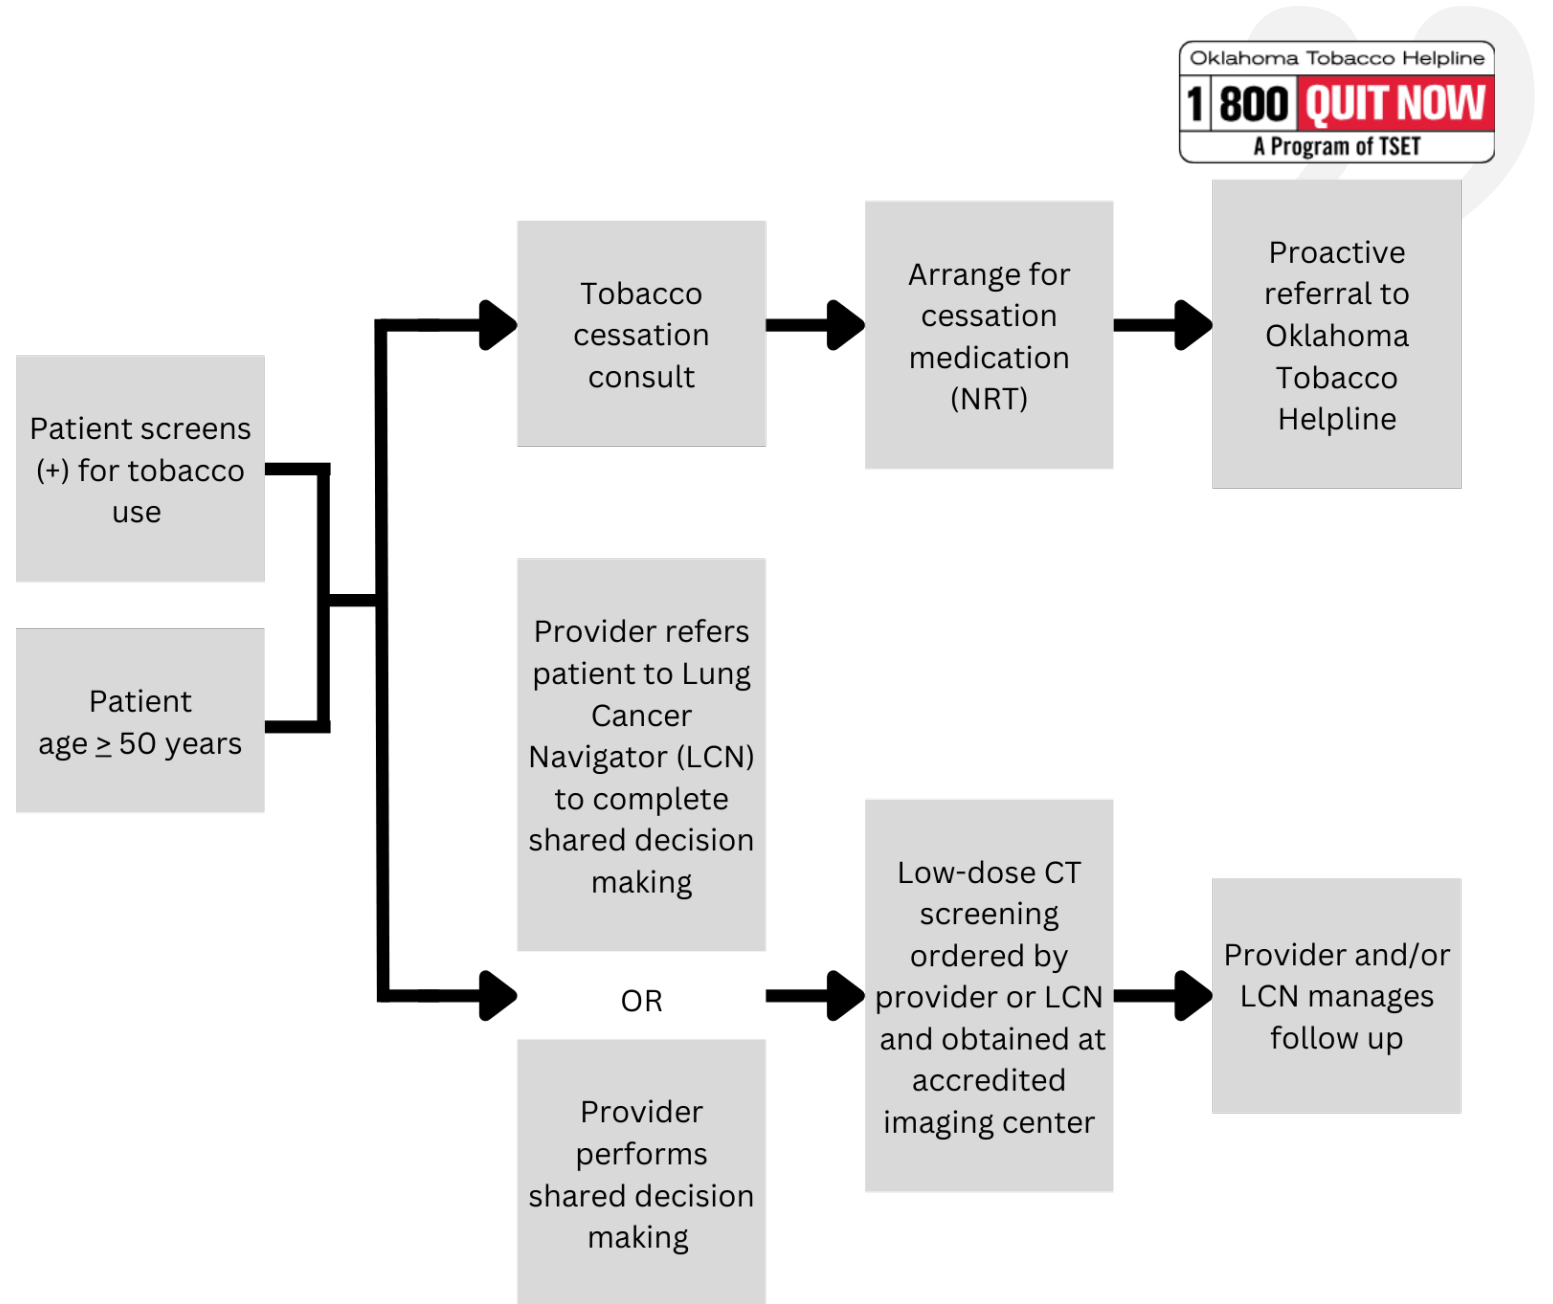 Oklahoma Tobacco Helpline
1 800 QUIT NOW
A Program of TSET
Patient screens
(+) for tobacco
use
Patient
age ≥ 50 years
Tobacco
cessation
consult
Arrange for
cessation
medication
(NRT)
Proactive
referral to
Oklahoma
Tobacco
Helpline
Provider refers
patient to Lung
Cancer
Navigator (LCN)
to complete
shared decision
making
OR
Provider
performs
shared decision
making
Low-dose CT
screening
ordered by
provider or LCN
and obtained at
accredited
imaging center
Provider and/or
LCN manages
follow up